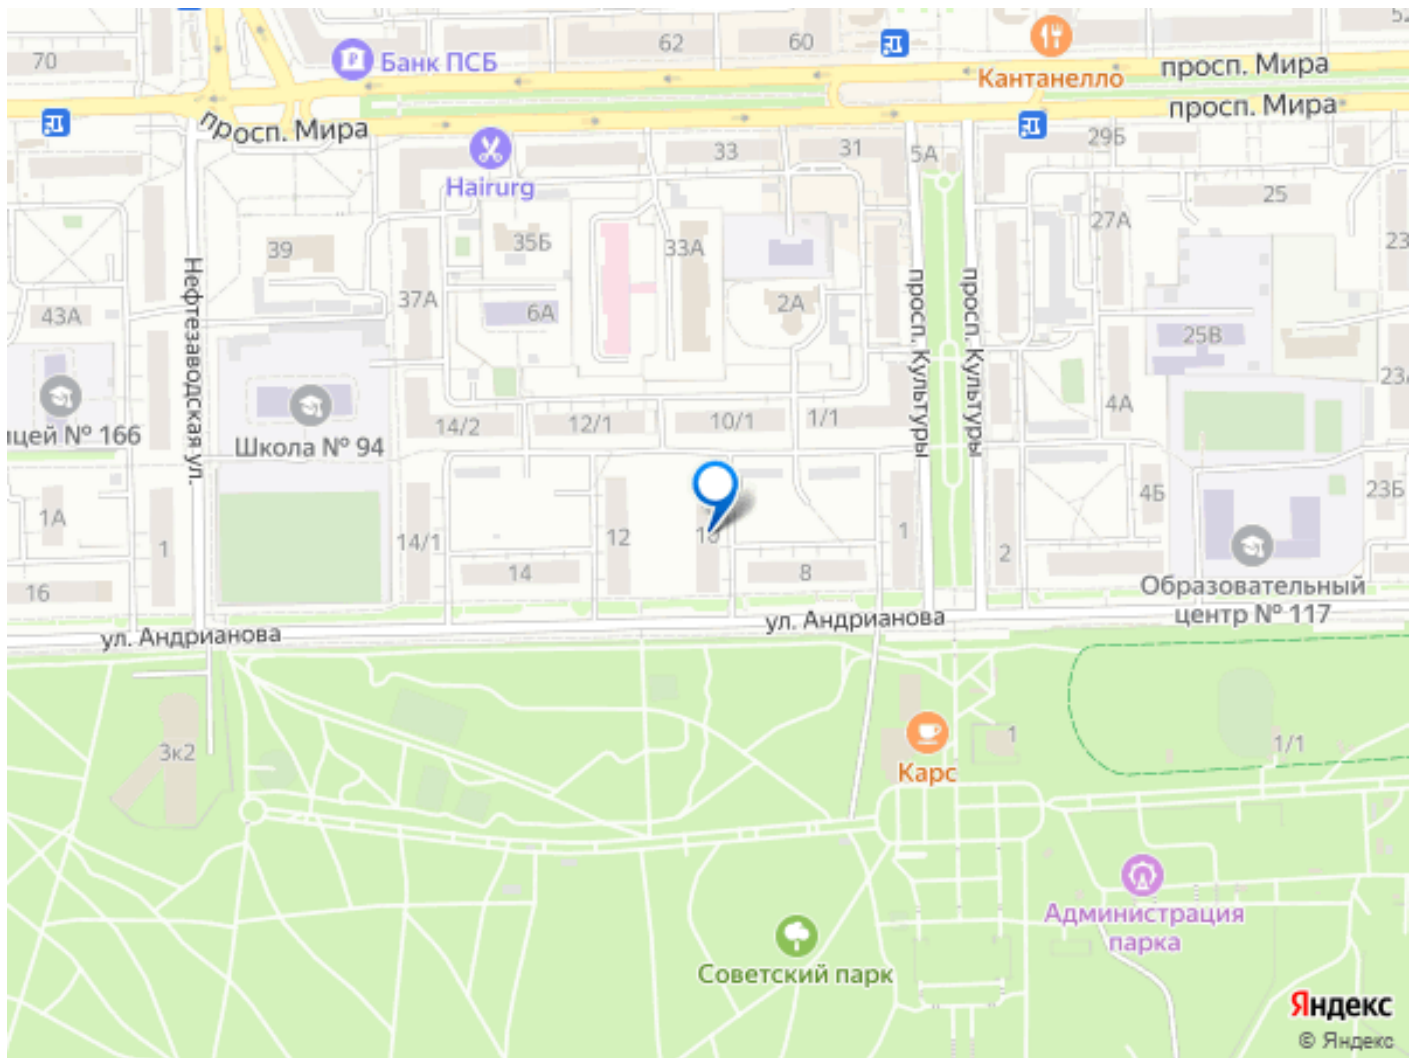 70
62
60
Банк ПСБ
Кантанелло
просп. Мира
просп. Мира
просп. Мира
33
31
5А
29Б
Hairurg
25
27А
39
35Б
33А
23
37А
6А
2А
43А
25В
Нефтезаводская ул.
просп. Культуры
просп. Культуры
23А
4А
14/2
12/1
10/1
1/1
ицей № 166
Школа № 94
4Б
23Б
1А
1
14/1
12
10
1
2
16
14
8
Образовательный
центр № 117
ул. Андрианова
ул. Андрианова
3к2
1
1/1
Карс
Администрация
парка
Советский парк
Яндекс
© Яндекс